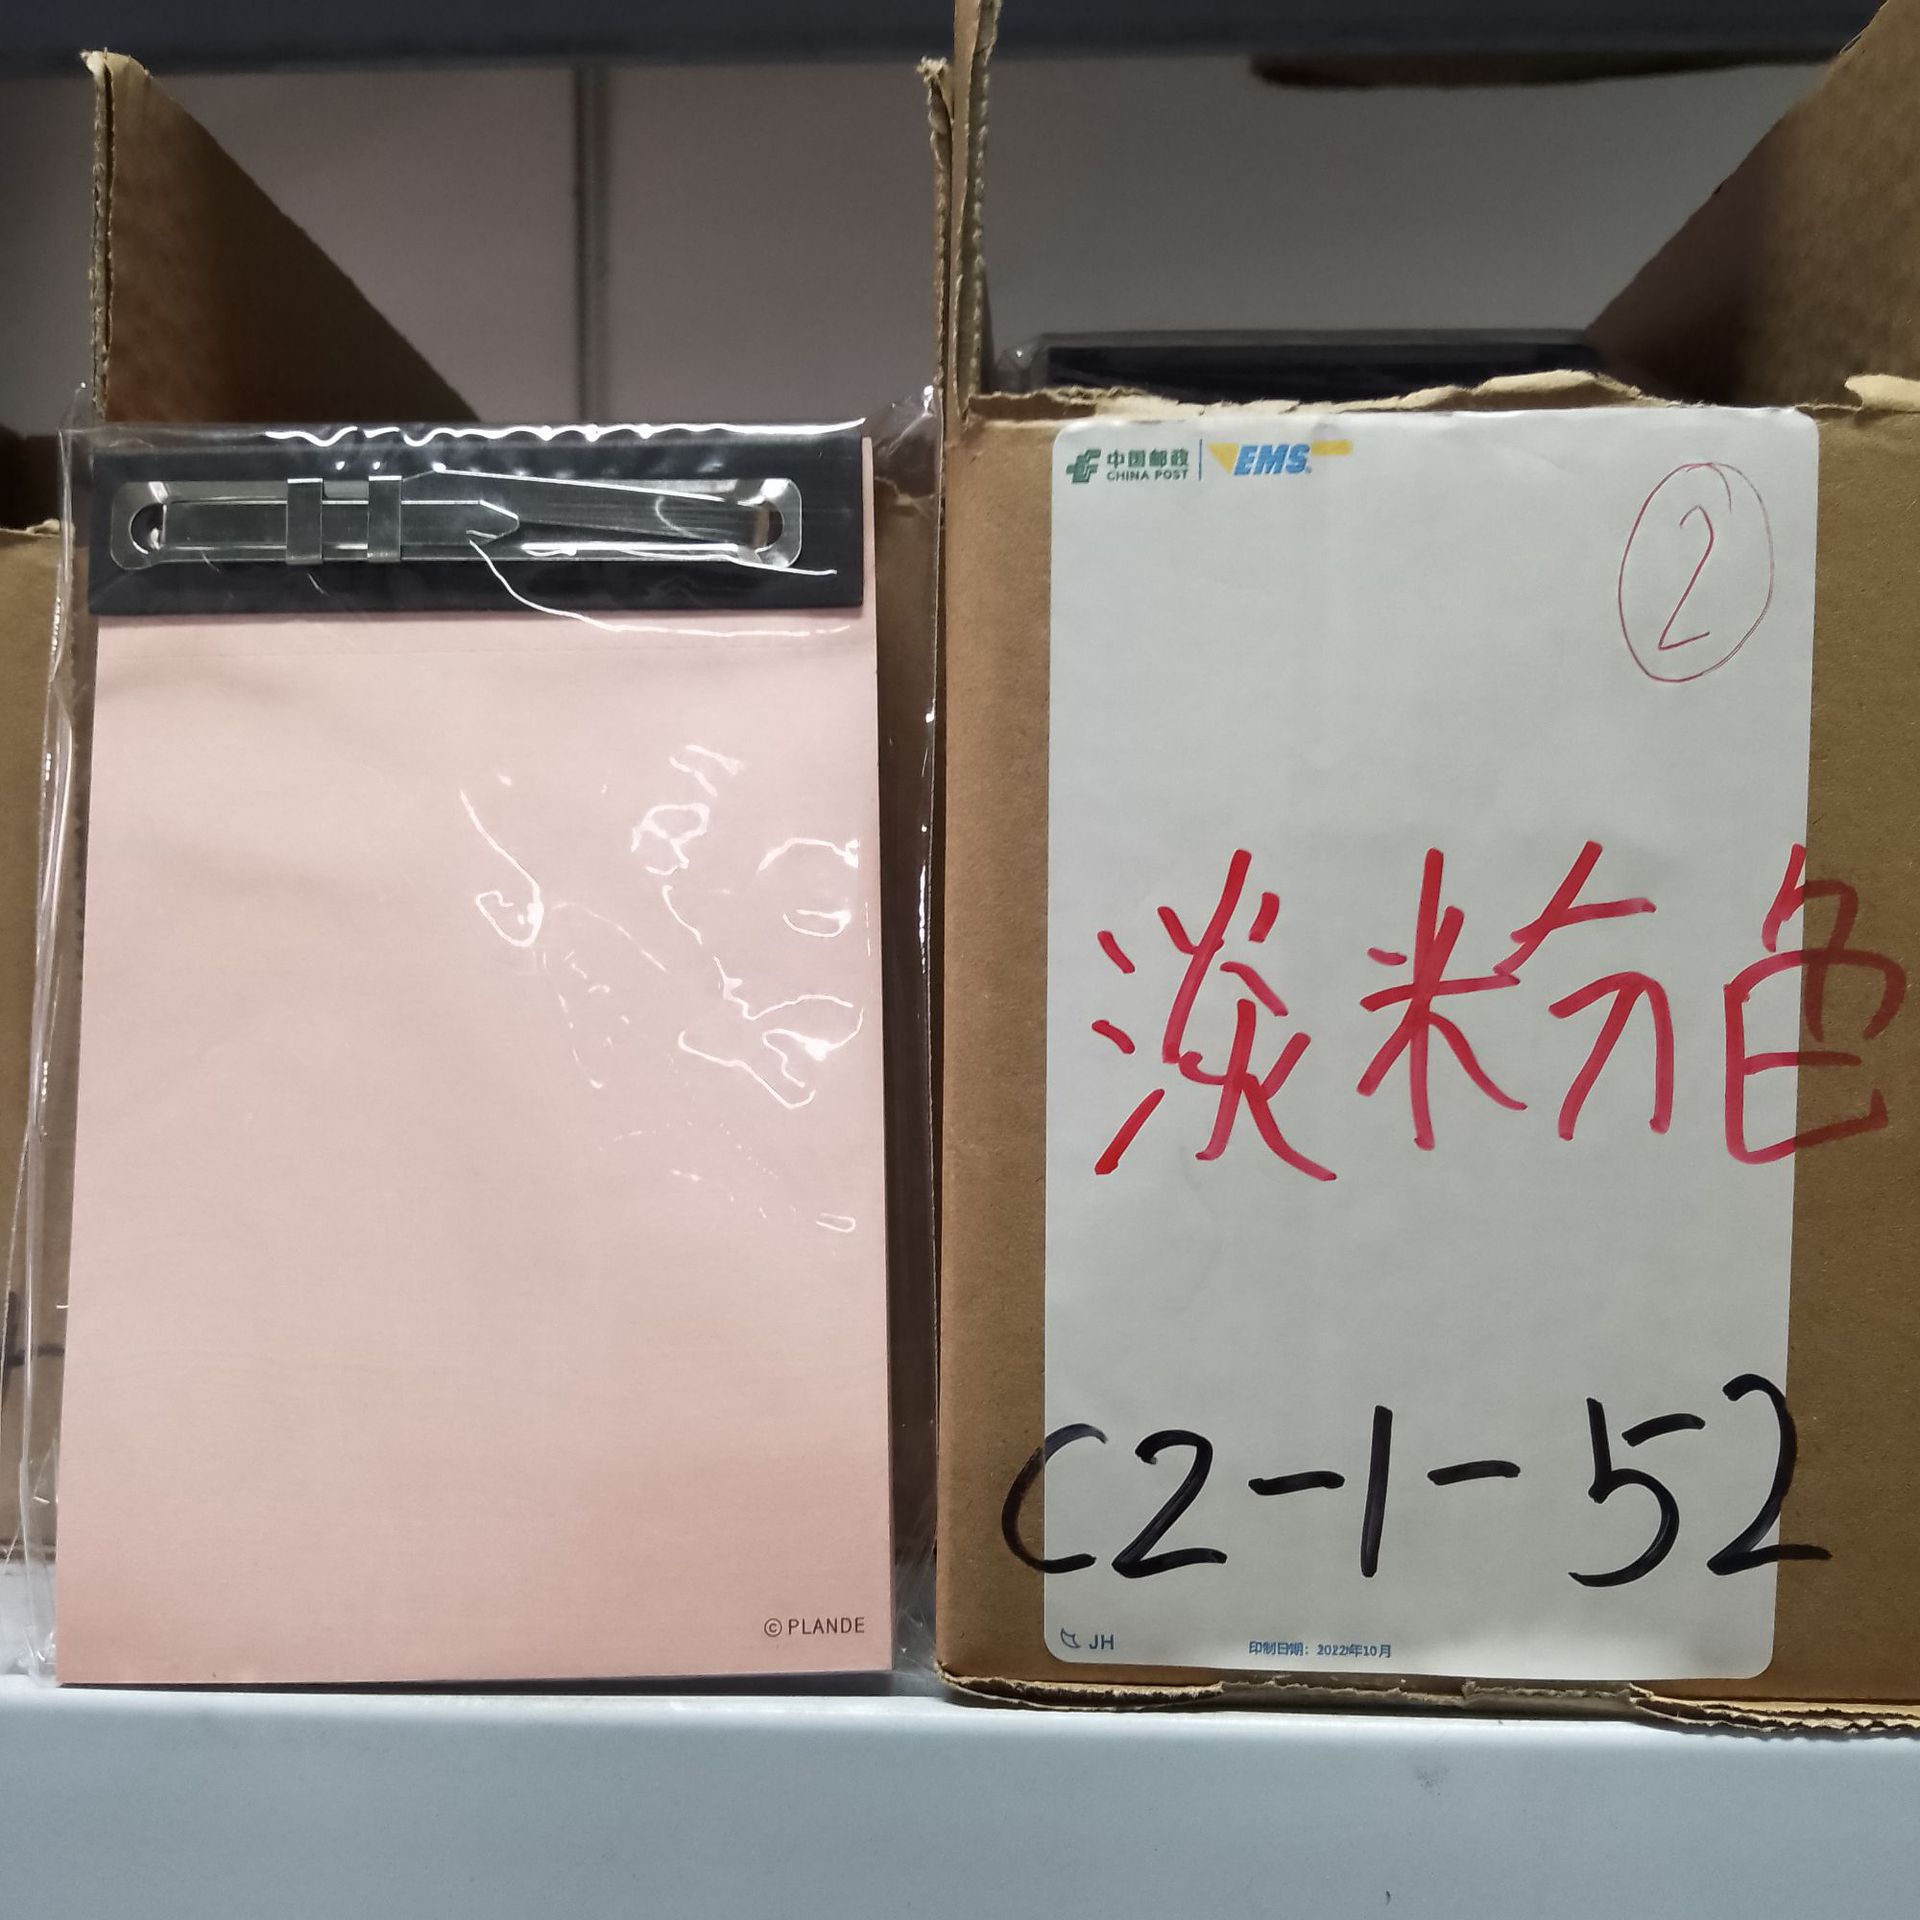 ©PLANDE
中国邮政
CHINA POST
EMS
2
淡粉色
C2-1-52
JH
印制日期：2022年10月